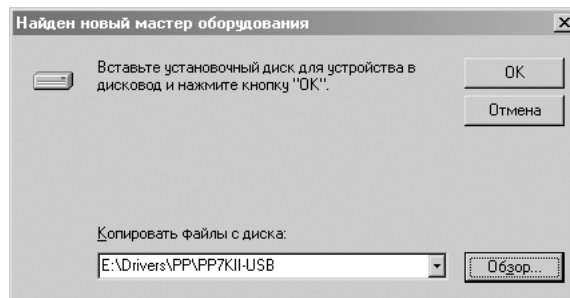 Найден новый мастер оборудования
Вставьте установочный диск для устройства в
дисковод и нажмите кнопку "OK".
OK
Отмена
Копировать файлы с диска:
E:\Drivers\PP\PP7KII-USB
Обзор...